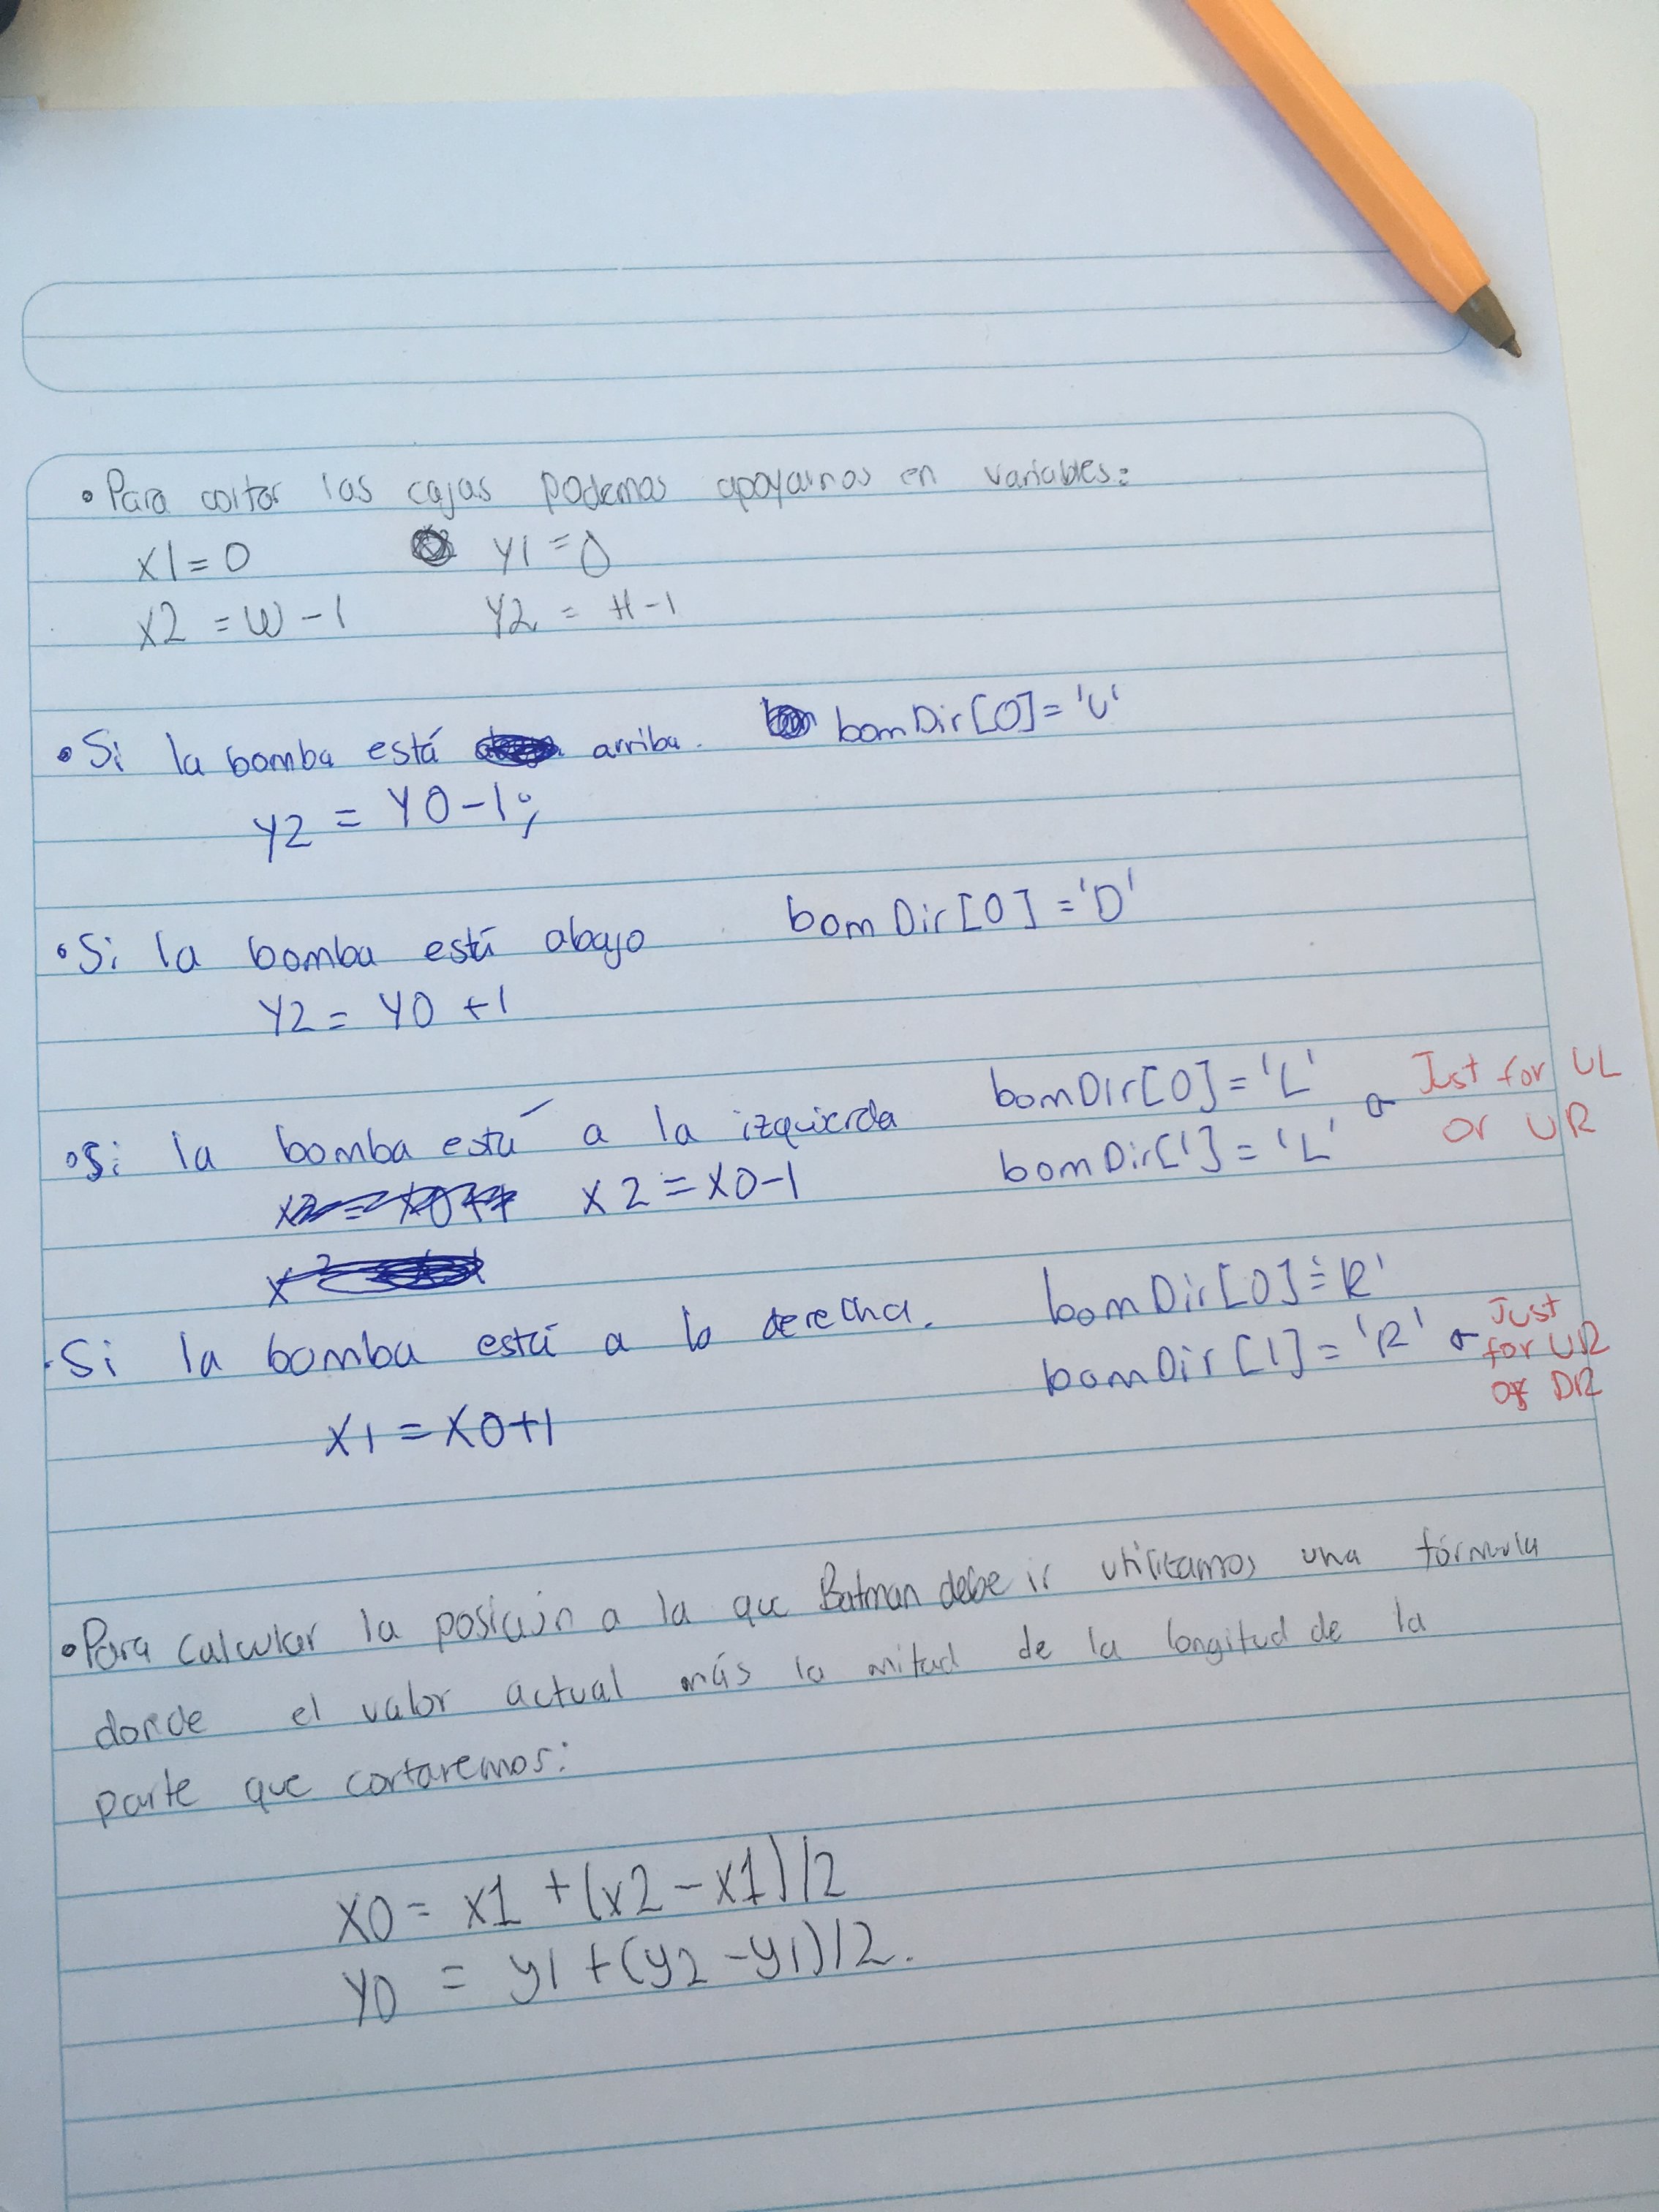 • Para cortar las cajas podemos apoyarnos en variables:
x1=0 y1=0
x2 = W-1 y2 = H-1
• Si la bomba está arriba. bomDir[0]='U'
Y2 = Y0-1;
• Si la bomba está abajo bomDir[0]='D'
Y2 = Y0 +1
• Si la bomba está a la izquierda bomDir[0]='L' Just for UL
bomDir[1]='L' or UR
x2=x0-1
• Si la bomba está a la derecha. bomDir[0]='R'
bomDir[1]='R' Just for UR or DR
X1=X0+1
• Para calcular la posición a la que Batman debe ir utilizamos una fórmula
donde el valor actual más la mitad de la longitud de la
parte que cortaremos:
X0= x1 +(x2-x1)/2
Y0 = y1+(y2-y1)/2.